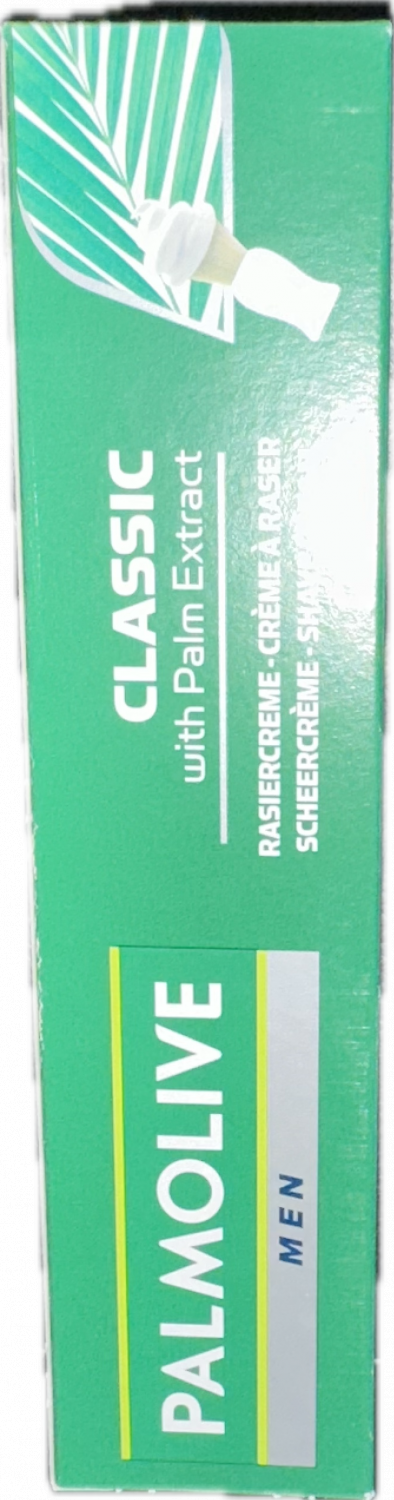 PALMOLIVE
MEN
CLASSIC
with Palm Extract
RASIERCREME - CRÈME À RASER
SCHEERCRÈME -